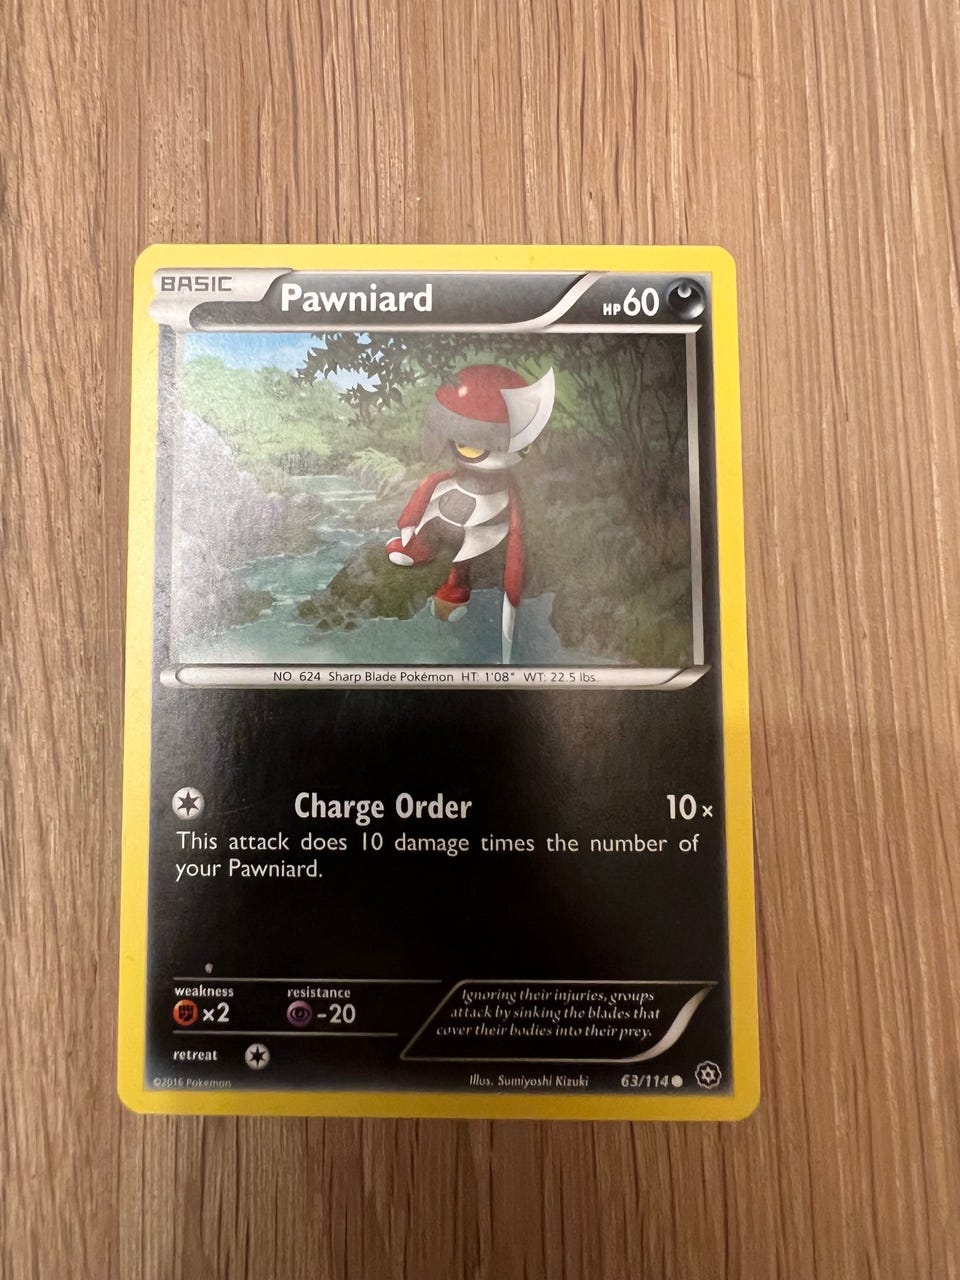 BASIC Pawniard HP60
NO. 624 Sharp Blade Pokémon HT: 1'08" WT: 22.5 lbs.
Charge Order 10×
This attack does 10 damage times the number of
your Pawniard.
weakness resistance
×2 -20
retreat
Ignoring their injuries, groups
attack by sinking the blades that
cover their bodies into their prey.
©2016 Pokémon Illus. Sumiyoshi Kizuki 63/114